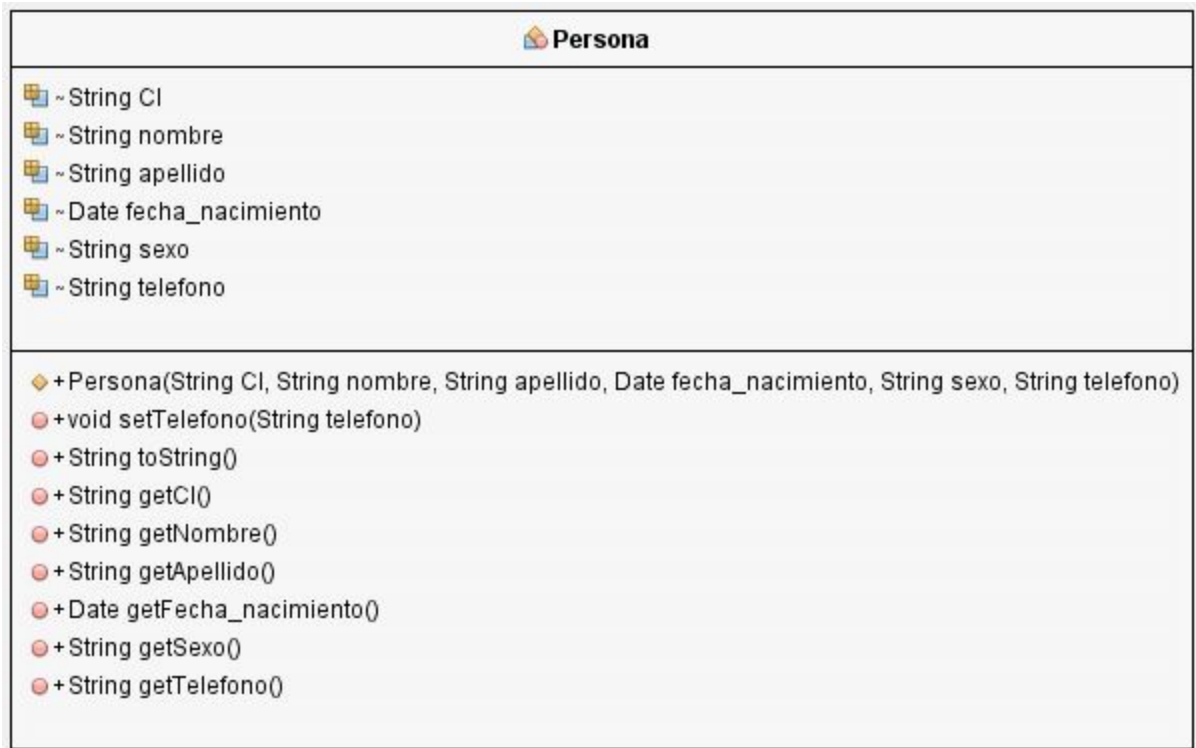 Persona
~String CI
~String nombre
~String apellido
~Date fecha_nacimiento
~String sexo
~String telefono
+Persona(String CI, String nombre, String apellido, Date fecha_nacimiento, String sexo, String telefono)
+void setTelefono(String telefono)
+String toString()
+String getCI()
+String getNombre()
+String getApellido()
+Date getFecha_nacimiento()
+String getSexo()
+String getTelefono()